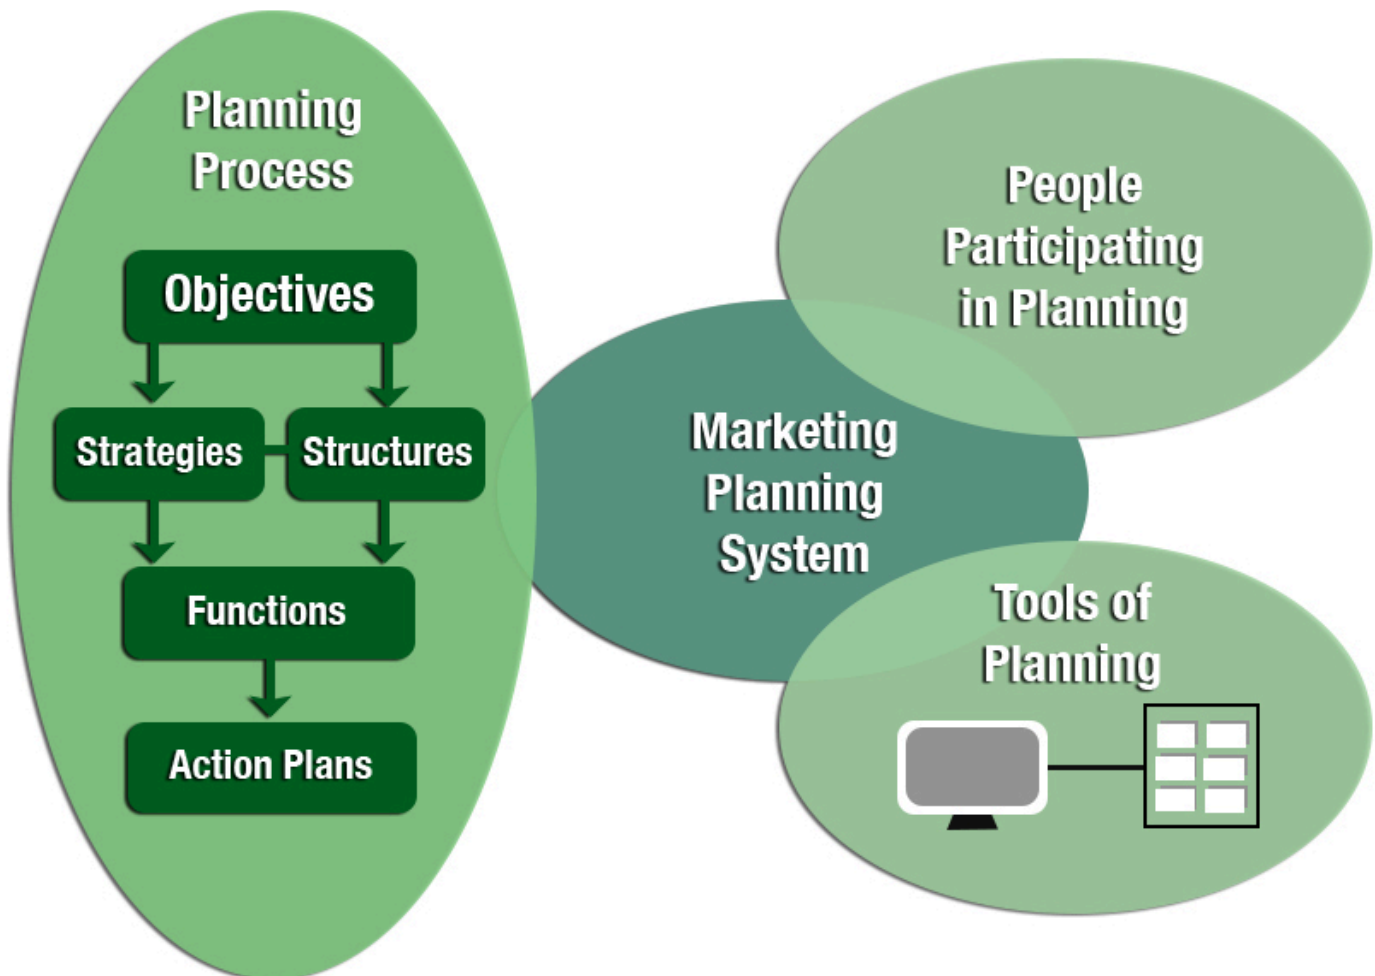 Planning
Process
Objectives
Strategies
Structures
Functions
Action Plans
Marketing
Planning
System
People
Participating
in Planning
Tools of
Planning